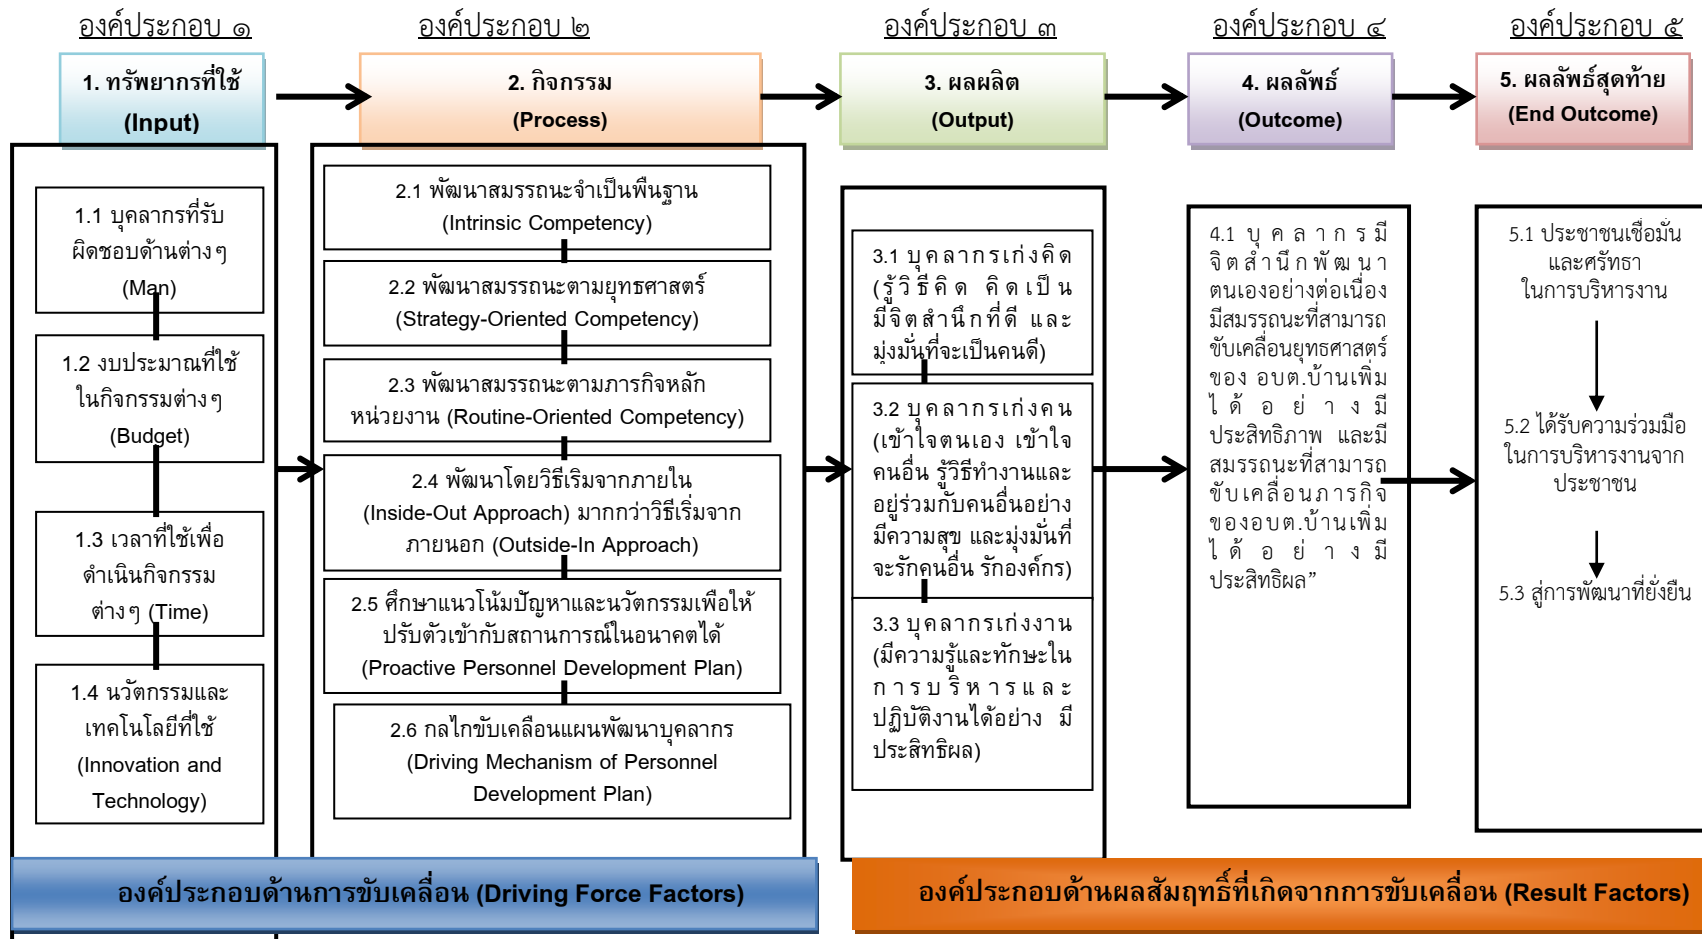 องค์ประกอบ ๑
องค์ประกอบ ๒
องค์ประกอบ ๓
องค์ประกอบ ๔
องค์ประกอบ ๕
1. ทรัพยากรที่ใช้
(Input)
2. กิจกรรม
(Process)
3. ผลผลิต
(Output)
4. ผลลัพธ์
(Outcome)
5. ผลลัพธ์สุดท้าย
(End Outcome)
1.1 บุคลากรที่รับ
ผิดชอบด้านต่างๆ
(Man)
1.2 งบประมาณที่ใช้
ในกิจกรรมต่างๆ
(Budget)
1.3 เวลาที่ใช้เพื่อ
ดำเนินกิจกรรม
ต่างๆ (Time)
1.4 นวัตกรรมและ
เทคโนโลยีที่ใช้
(Innovation and
Technology)
2.1 พัฒนาสมรรถนะจำเป็นพื้นฐาน
(Intrinsic Competency)
2.2 พัฒนาสมรรถนะตามยุทธศาสตร์
(Strategy-Oriented Competency)
2.3 พัฒนาสมรรถนะตามภารกิจหลัก
หน่วยงาน (Routine-Oriented Competency)
2.4 พัฒนาโดยวิธีเริ่มจากภายใน
(Inside-Out Approach) มากกว่าวิธีเริ่มจาก
ภายนอก (Outside-In Approach)
2.5 ศึกษาแนวโน้มปัญหาและนวัตกรรมเพื่อให้
ปรับตัวเข้ากับสถานการณ์ในอนาคตได้
(Proactive Personnel Development Plan)
2.6 กลไกขับเคลื่อนแผนพัฒนาบุคลากร
(Driving Mechanism of Personnel
Development Plan)
3.1 บุคลากรเก่งคิด
(รู้วิธีคิด คิดเป็น
มีจิตสำนึกที่ดี และ
มุ่งมั่นที่จะเป็นคนดี)
3.2 บุคลากรเก่งคน
(เข้าใจตนเอง เข้าใจ
คนอื่น รู้วิธีทำงานและ
อยู่ร่วมกับคนอื่นอย่าง
มีความสุข และมุ่งมั่นที่
จะรักคนอื่น รักองค์กร)
3.3 บุคลากรเก่งงาน
(มีความรู้และทักษะใน
การบริหารและ
ปฏิบัติงานได้อย่าง มี
ประสิทธิผล)
4.1 บุคลากรมี
จิตสำนึกพัฒนา
ตนเองอย่างต่อเนื่อง
มีสมรรถนะที่สามารถ
ขับเคลื่อนยุทธศาสตร์
ของ อบต.บ้านเพิ่ม
ได้อย่างมี
ประสิทธิภาพ และมี
สมรรถนะที่สามารถ
ขับเคลื่อนภารกิจ
ของอบต.บ้านเพิ่ม
ได้อย่างมี
ประสิทธิผล”
5.1 ประชาชนเชื่อมั่น
และศรัทธา
ในการบริหารงาน
5.2 ได้รับความร่วมมือ
ในการบริหารงานจาก
ประชาชน
5.3 สู่การพัฒนาที่ยั่งยืน
องค์ประกอบด้านการขับเคลื่อน (Driving Force Factors)
องค์ประกอบด้านผลสัมฤทธิ์ที่เกิดจากการขับเคลื่อน (Result Factors)